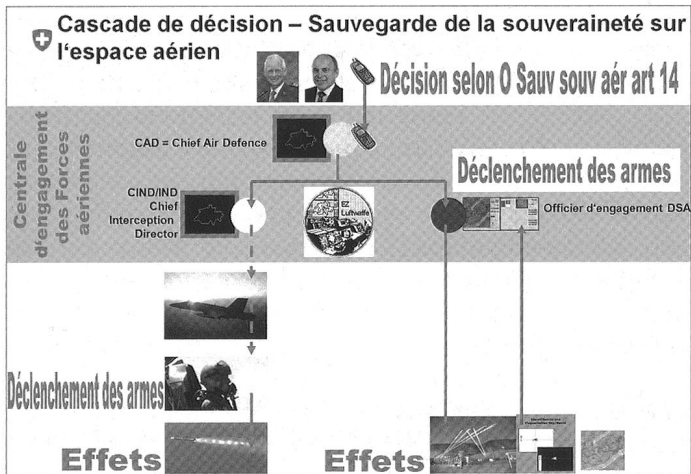 Cascade de décision – Sauvegarde de la souveraineté sur
l'espace aérien
Décision selon O Sauv souv aér art 14
Centrale
d'engagement
des Forces
aériennes
CAD = Chief Air Defence
Déclenchement des armes
CIND/IND
Chief
Interception
Director
EZ
Luftwaffe
Officier d'engagement DSA
Déclenchement des armes
Effets
Effets